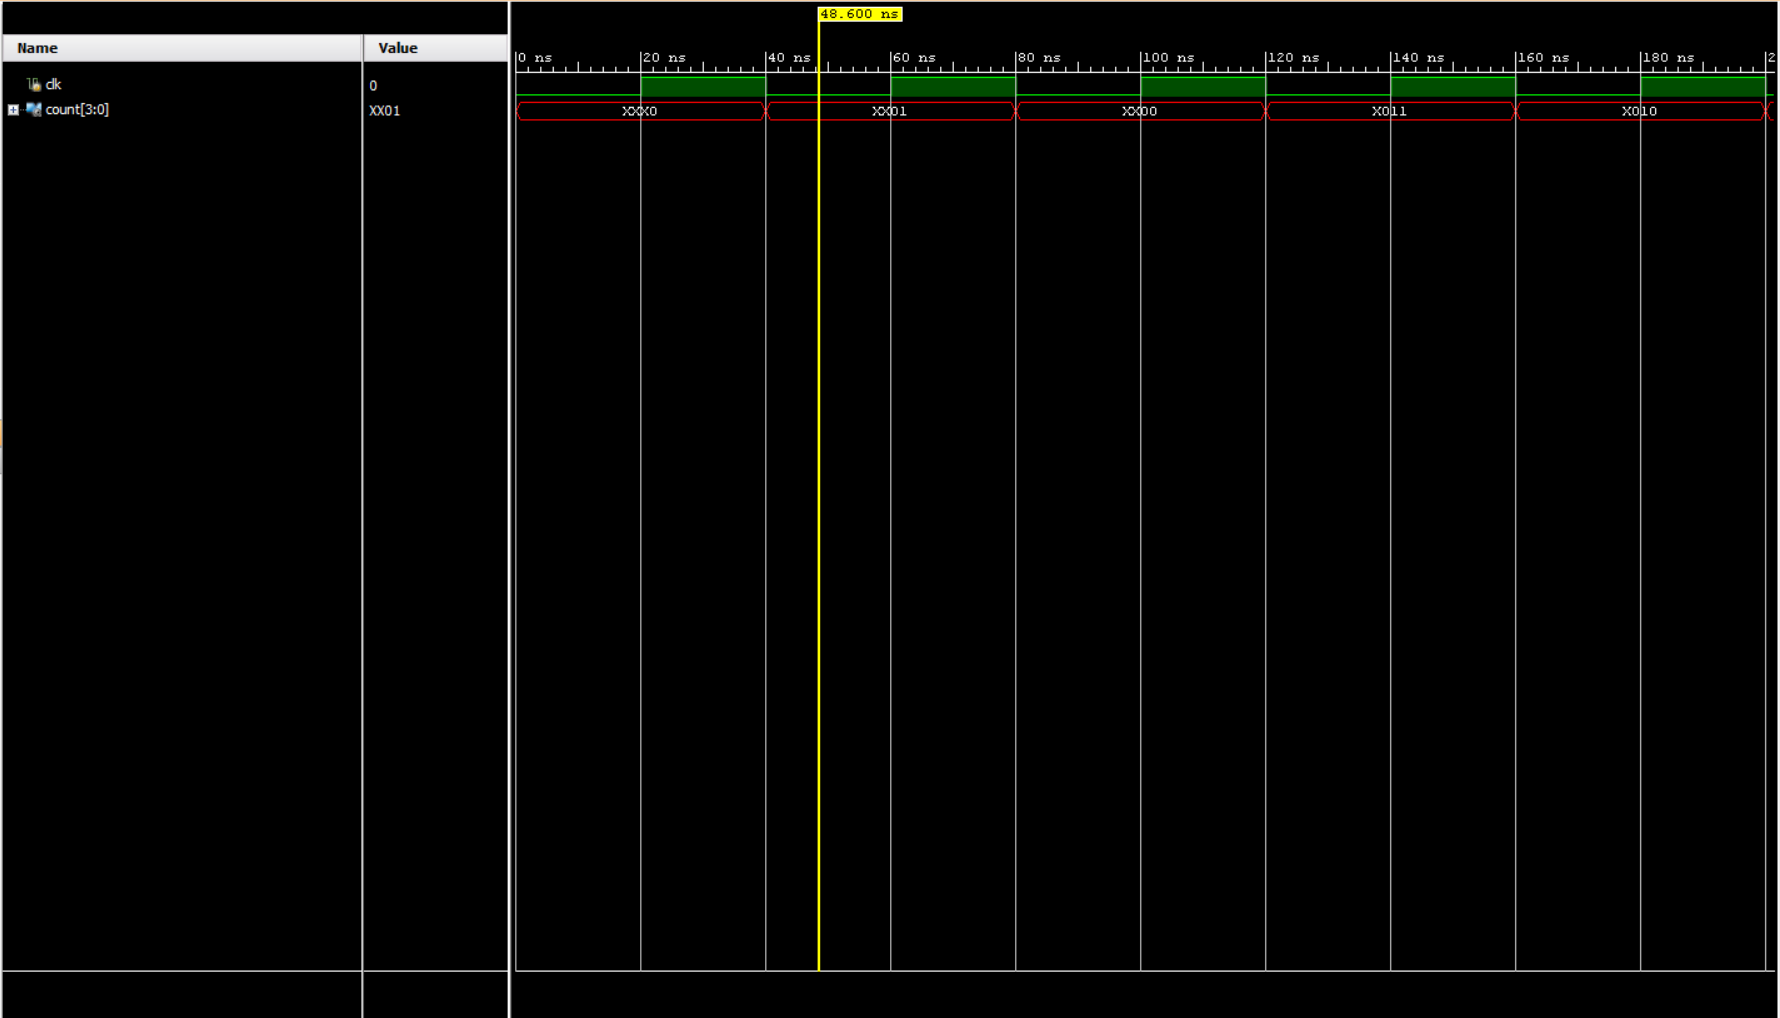 48.600 ns
Name Value
0 ns 20 ns 40 ns 60 ns 80 ns 100 ns 120 ns 140 ns 160 ns 180 ns 2
clk 0
count[3:0] XX01 XXX0 XX01 XX00 X011 X010